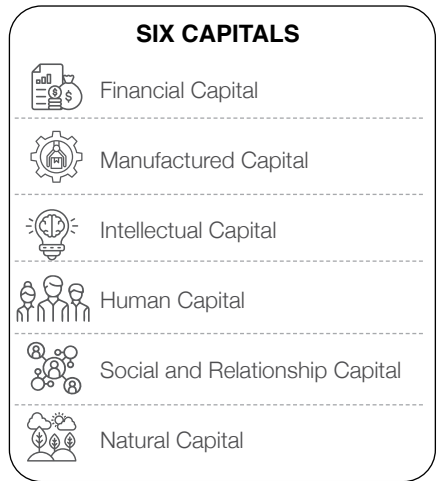 SIX CAPITALS
Financial Capital
Manufactured Capital
Intellectual Capital
Human Capital
Social and Relationship Capital
Natural Capital